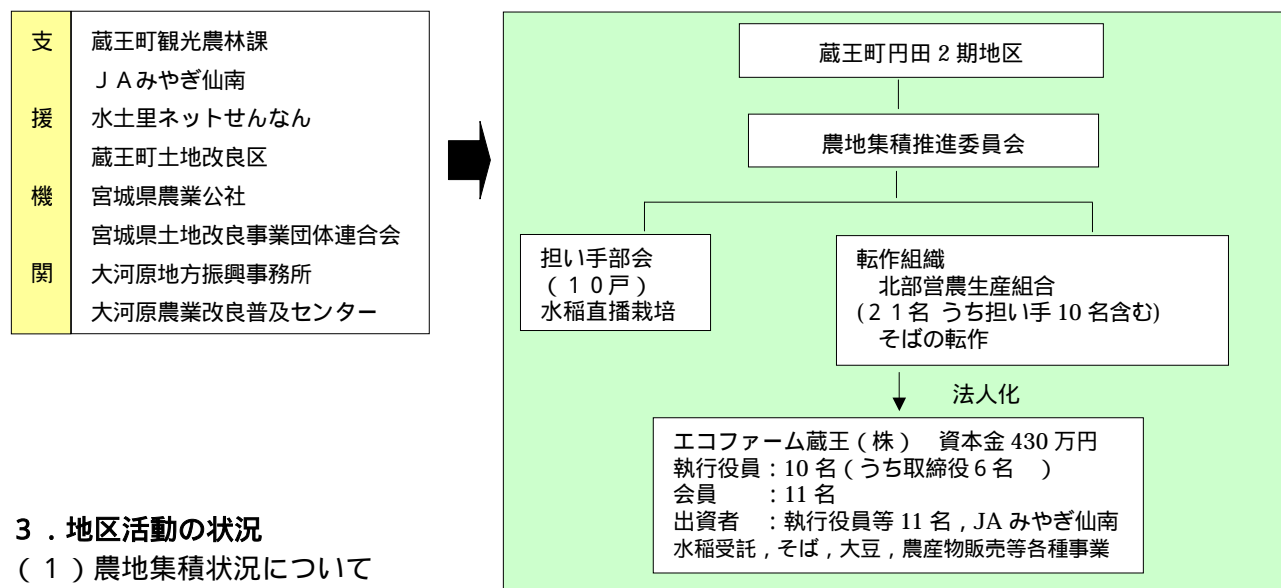 支
援
機
関
蔵王町観光農林課
ＪＡみやぎ仙南
水土里ネットせんなん
蔵王町土地改良区
宮城県農業公社
宮城県土地改良事業団体連合会
大河原地方振興事務所
大河原農業改良普及センター
蔵王町円田２期地区
農地集積推進委員会
担い手部会
（１０戸）
水稲直播栽培
転作組織
北部営農生産組合
(２１名 うち担い手 10 名含む)
そばの転作
法人化
エコファーム蔵王（株）　資本金 430 万円
執行役員：10 名（うち取締役６名　）
会員　　：11 名
出資者　：執行役員等 11 名，JA みやぎ仙南
水稲受託，そば，大豆，農産物販売等各種事業
３．地区活動の状況
（１）農地集積状況について